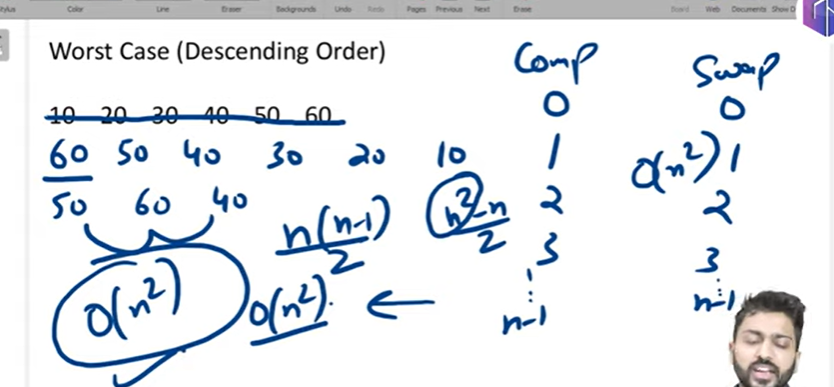 Stylus Color Line Eraser Backgrounds Undo Redo Pages Previous Next Erase Board Web Documents Show D
Worst Case (Descending Order)
10 20 30 40 50 60
60 50 40 30 20 10
50 60 40
n(n-1)/2
n²-n/2
O(n²)
O(n²)
Comp
0
1
2
3
⋮
n-1
Swap
0
O(n²) 1
2
3
⋮
n-1